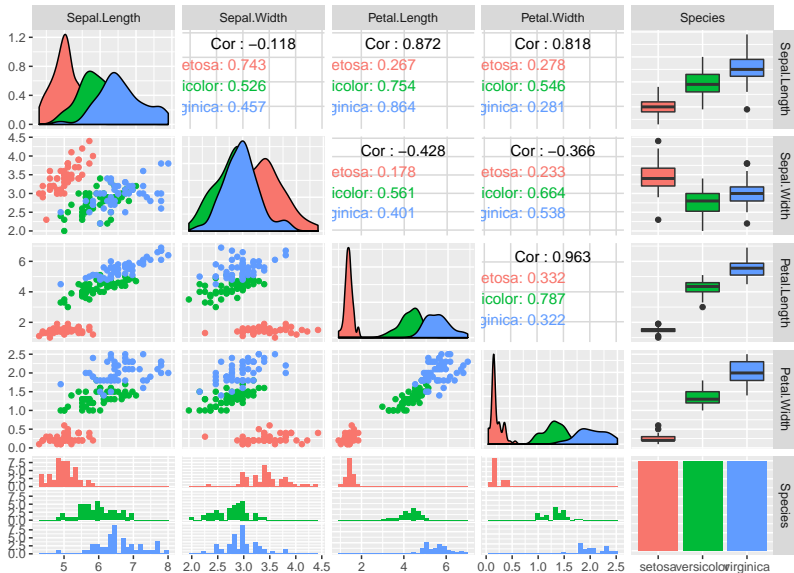 Sepal.Length Sepal.Width Petal.Length Petal.Width Species
1.2
0.8
0.4
0.0
Cor : −0.118
etosa: 0.743
icolor: 0.526
ginica: 0.457
Cor : 0.872
etosa: 0.267
icolor: 0.754
ginica: 0.864
Cor : 0.818
etosa: 0.278
icolor: 0.546
ginica: 0.281
Sepal.Length
4.5
4.0
3.5
3.0
2.5
2.0
Cor : −0.428
etosa: 0.178
icolor: 0.561
ginica: 0.401
Cor : −0.366
etosa: 0.233
icolor: 0.664
ginica: 0.538
Sepal.Width
6
4
2
Cor : 0.963
etosa: 0.332
icolor: 0.787
ginica: 0.322
Petal.Length
2.5
2.0
1.5
1.0
0.5
0.0
Petal.Width
7.5
5.0
2.5
0.0
7.5
5.0
2.5
0.0
7.5
5.0
2.5
0.0
Species
5 6 7 8
2.0 2.5 3.0 3.5 4.0 4.5
2 4 6
0.0 0.5 1.0 1.5 2.0 2.5
setosa versicolor virginica